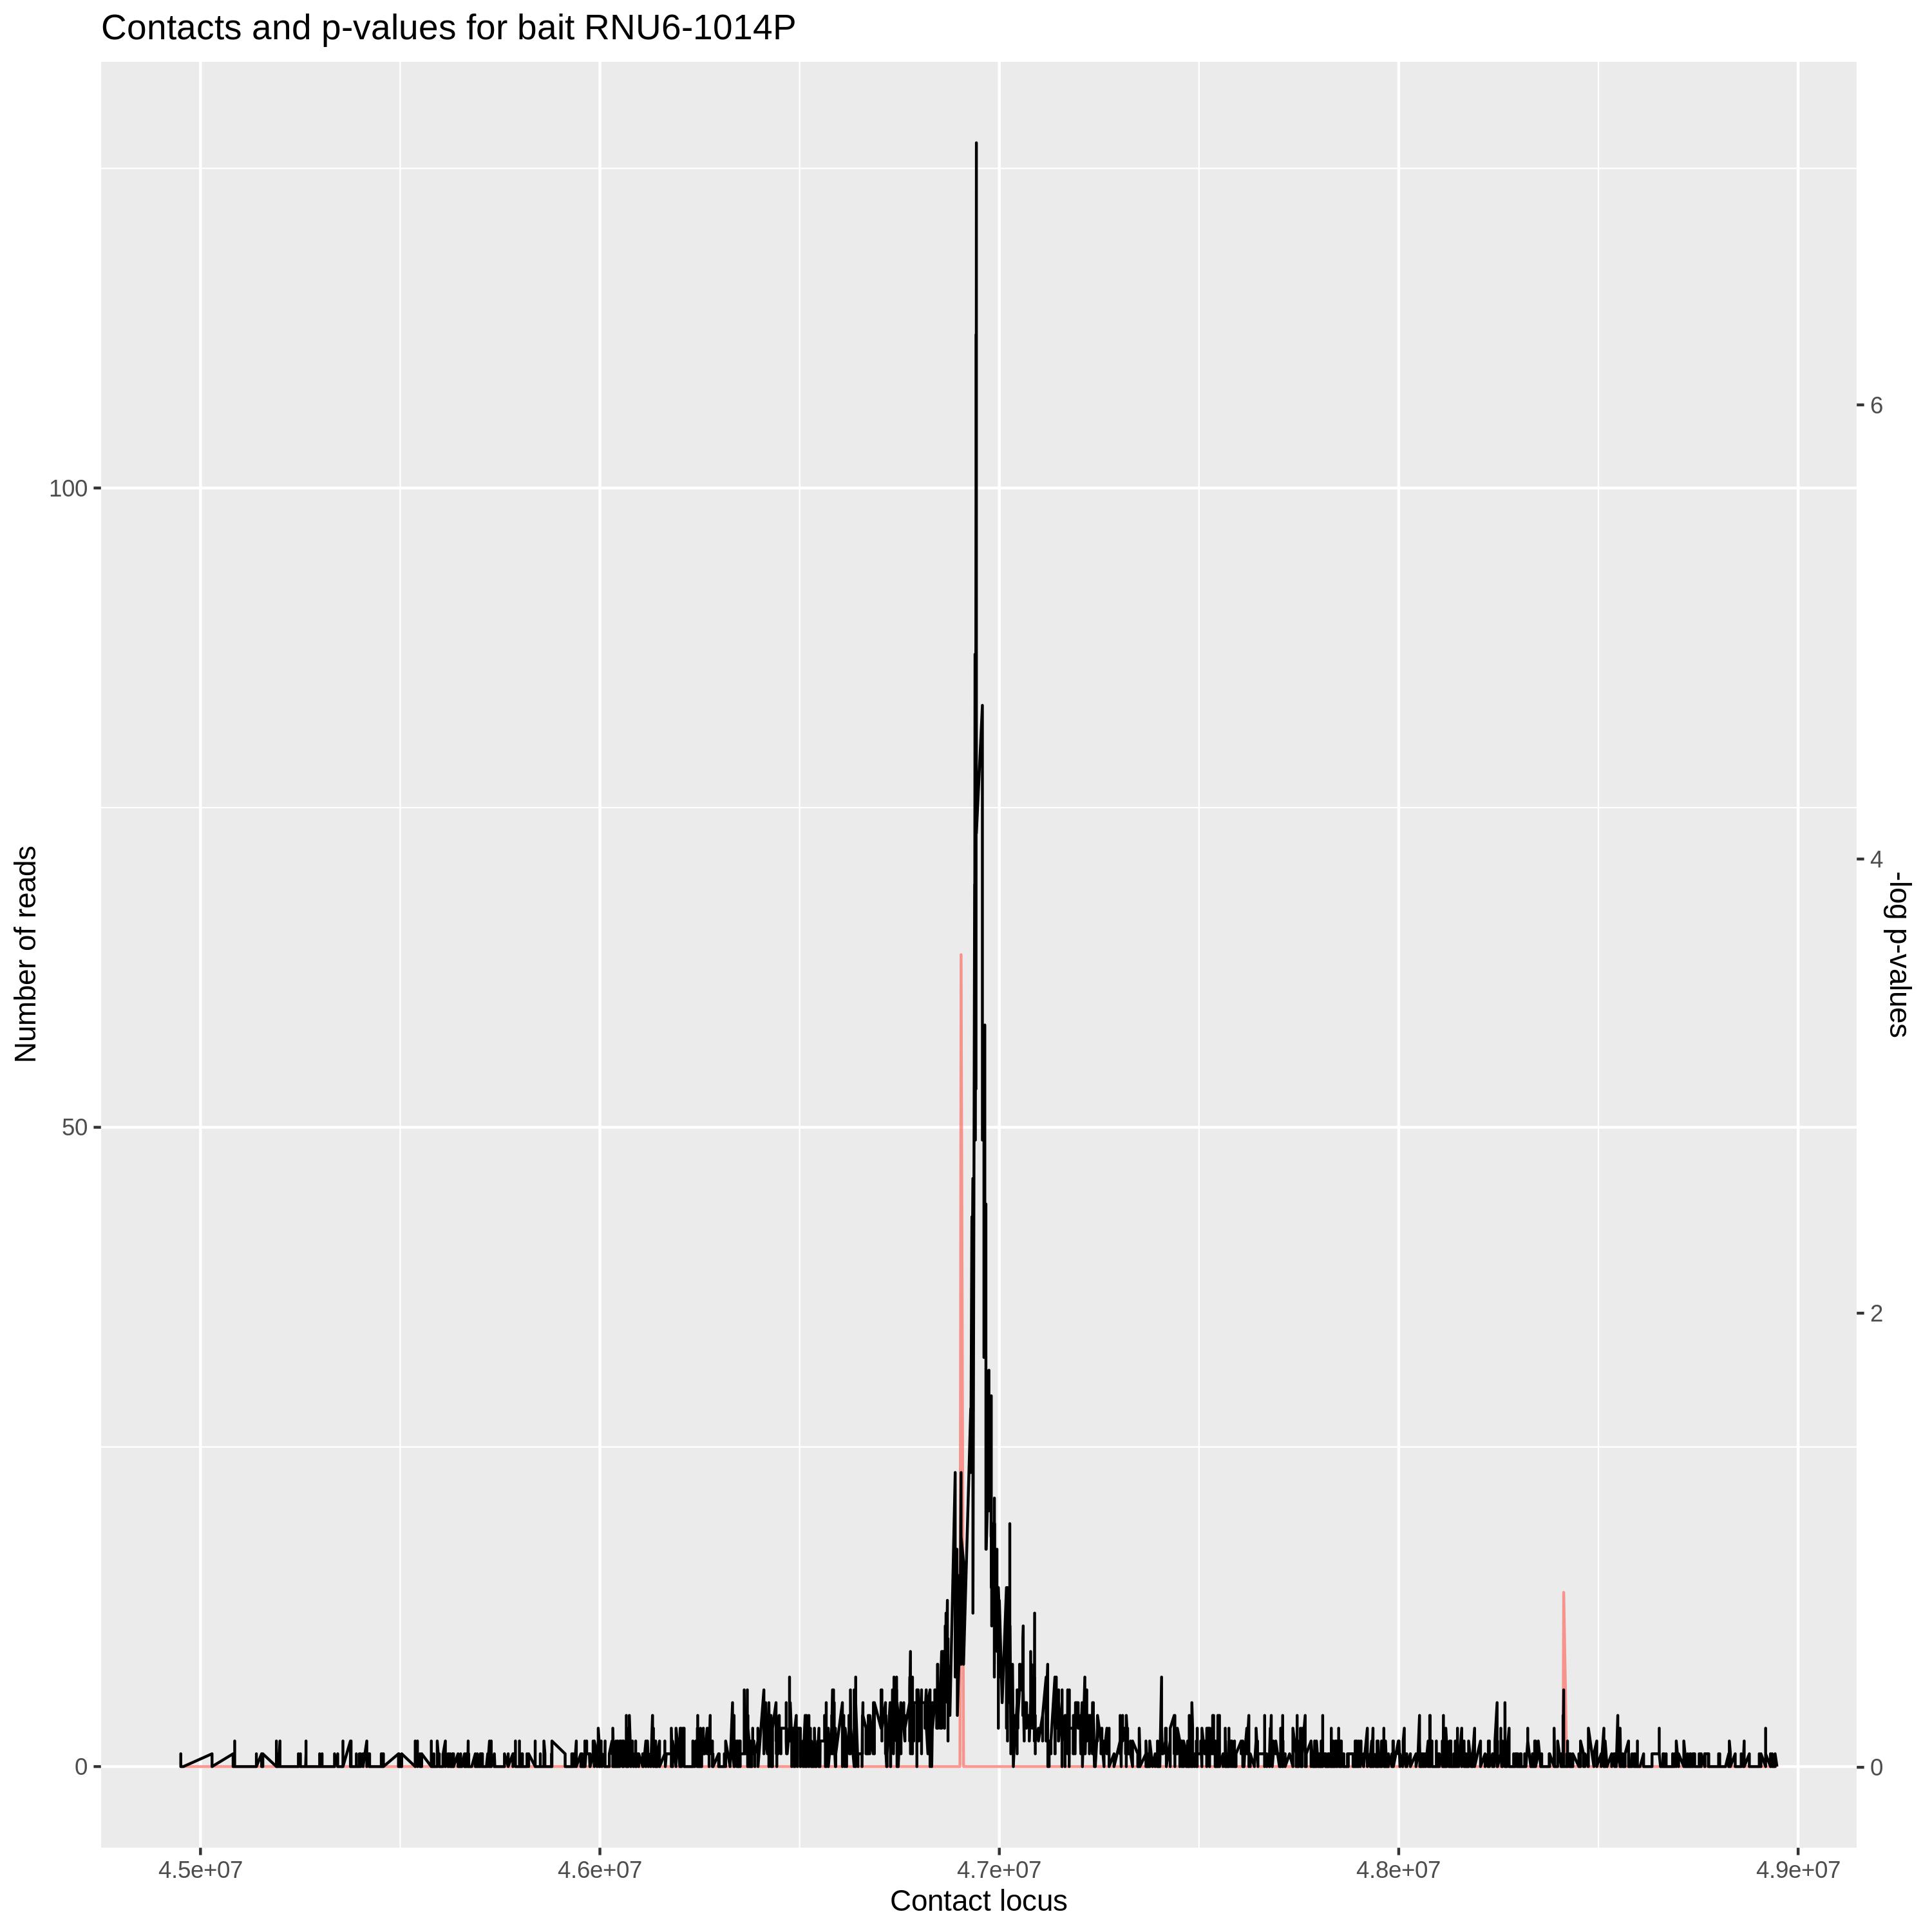 Contacts and p-values for bait RNU6-1014P
Number of reads
100
50
0
6
4
2
0
-log p-values
4.5e+07
4.6e+07
4.7e+07
4.8e+07
4.9e+07
Contact locus